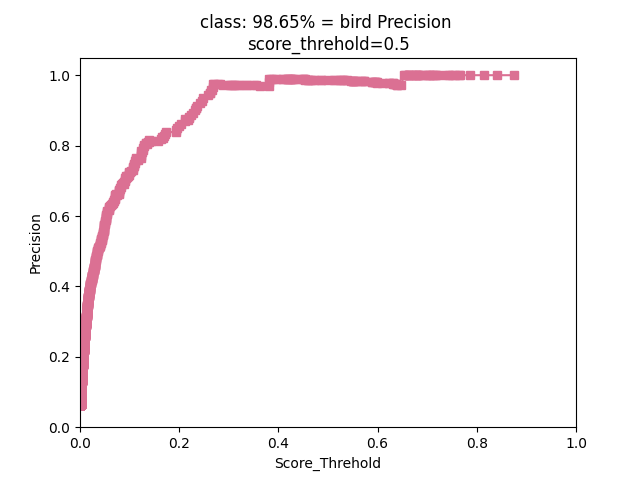 class: 98.65% = bird Precision
score_threhold=0.5
1.0
0.8
0.6
0.4
0.2
0.0
Precision
0.0 0.2 0.4 0.6 0.8 1.0
Score_Threhold